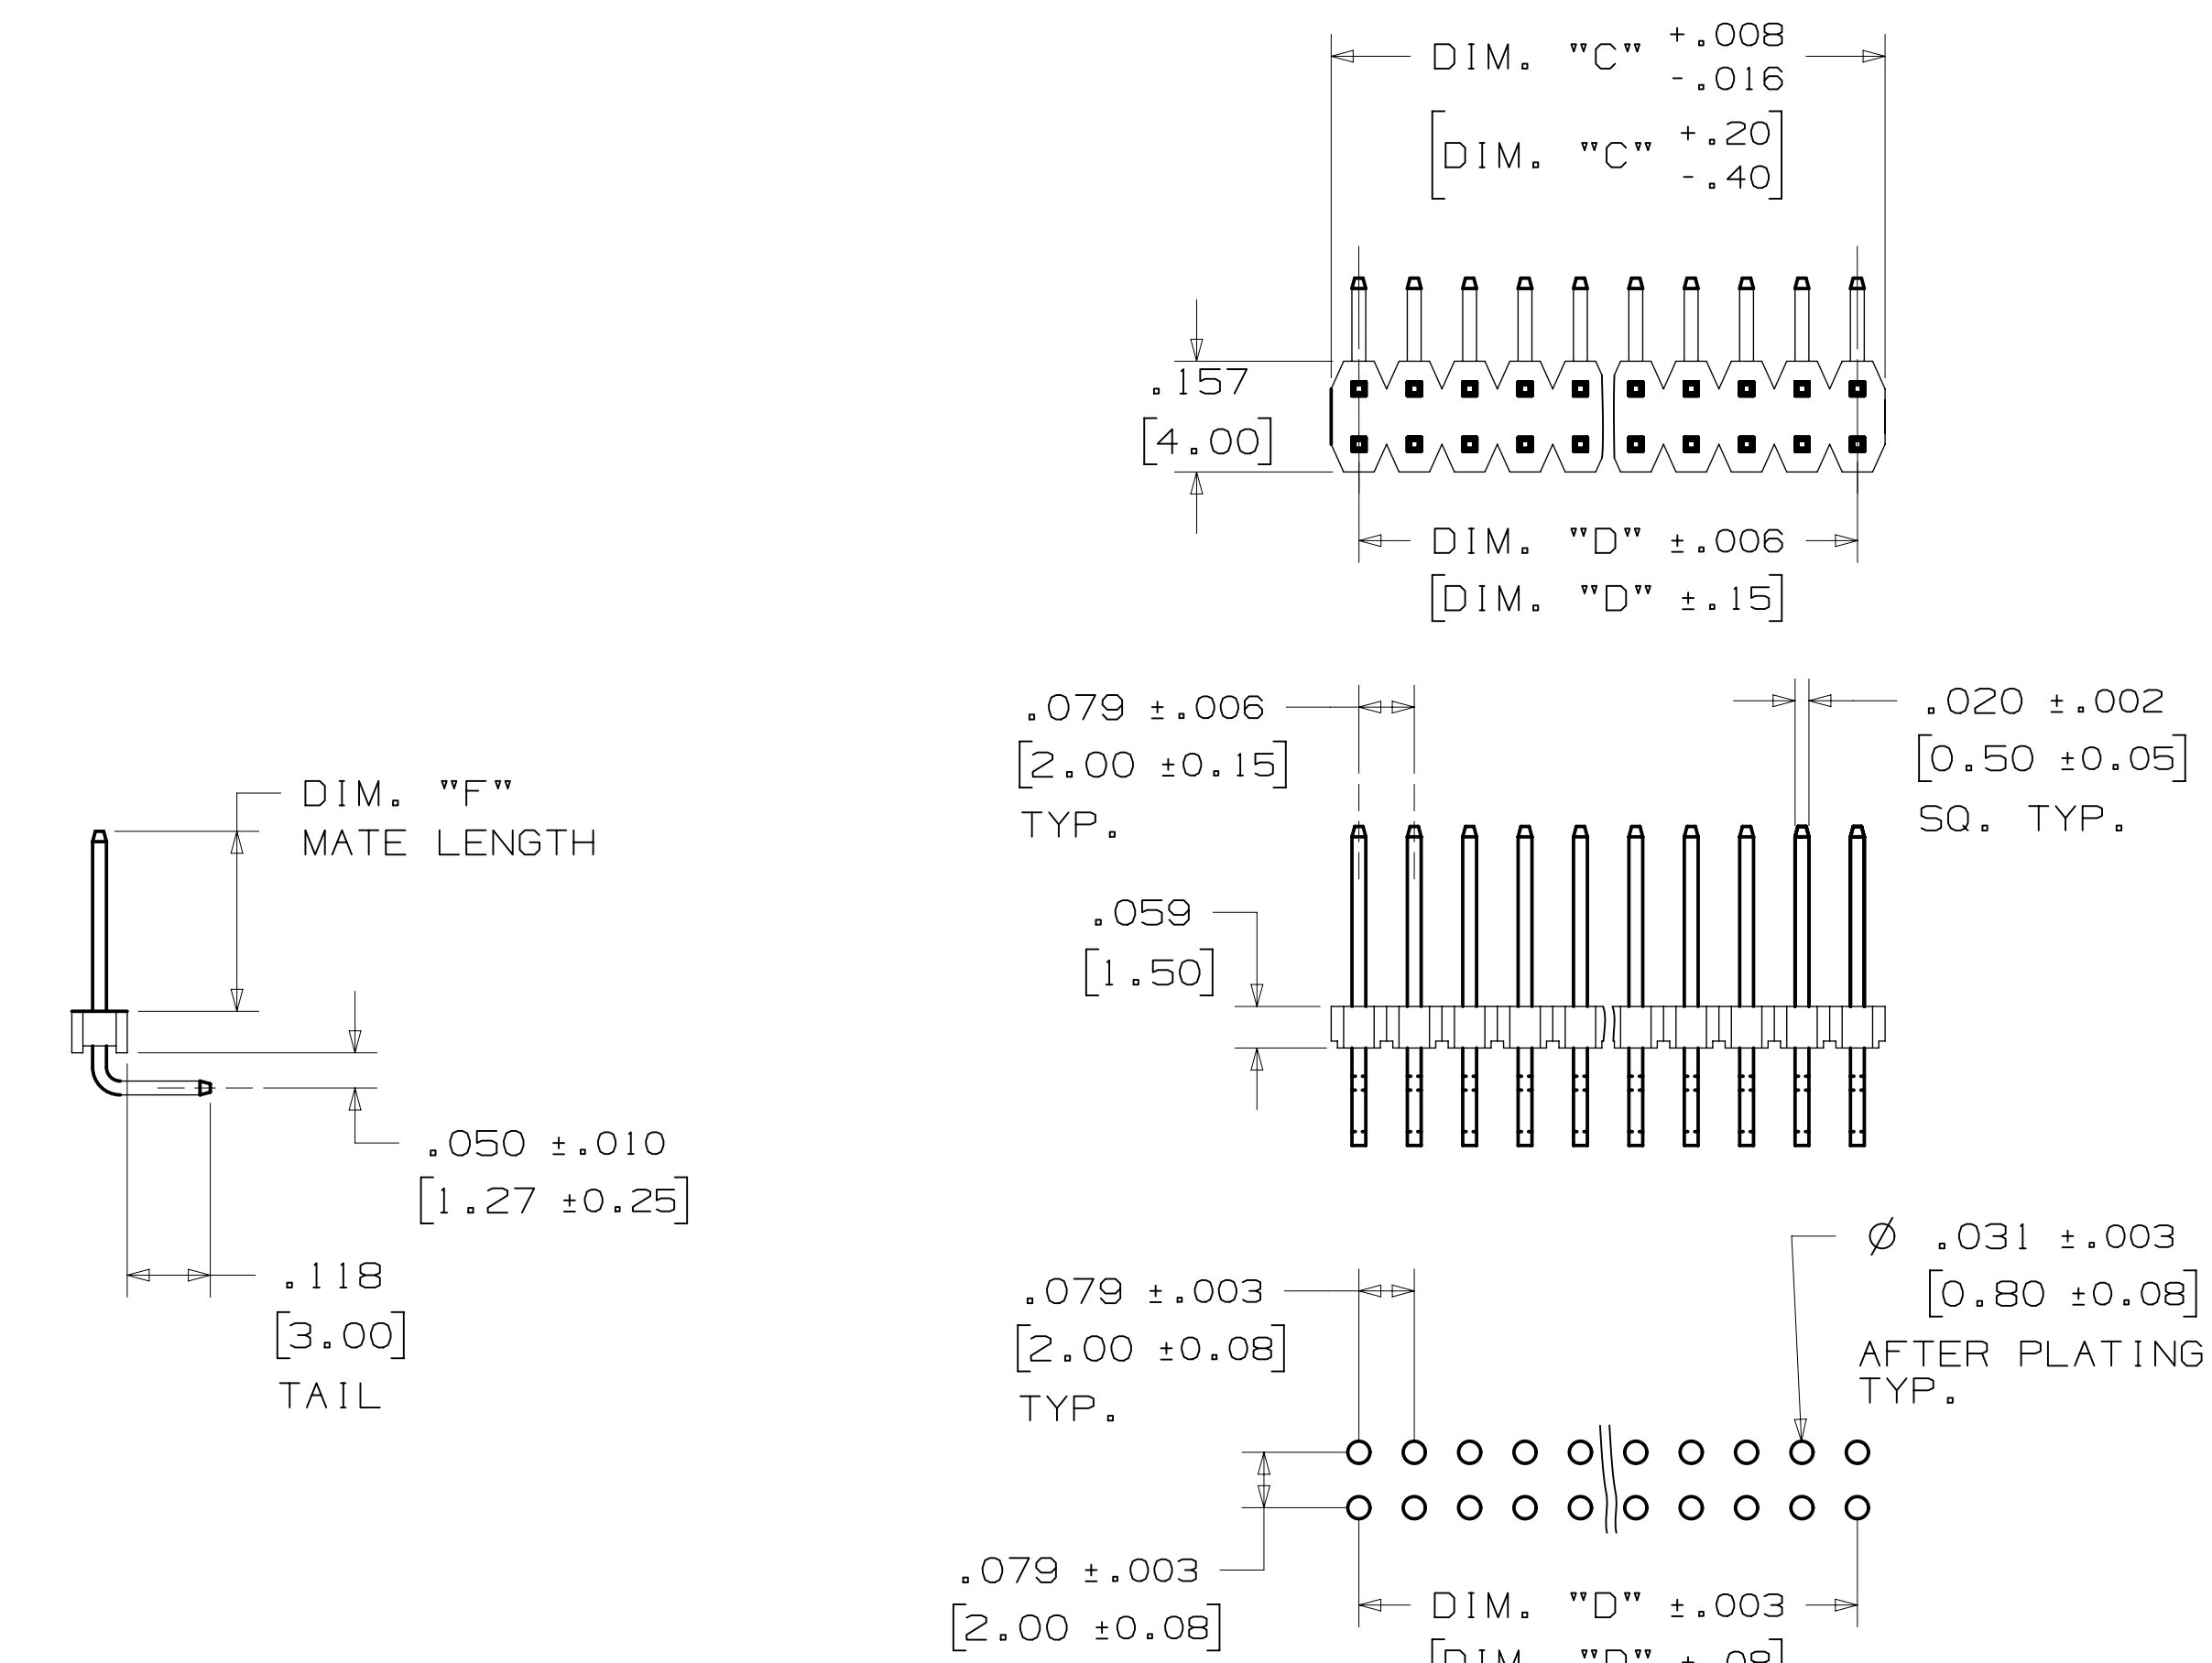 DIM. "C" +.008
-.016
[DIM. "C" +.20
-.40]
.157
[4.00]
DIM. "D" ±.006
[DIM. "D" ±.15]
.079 ±.006
[2.00 ±0.15]
TYP.
.020 ±.002
[0.50 ±0.05]
SQ. TYP.
DIM. "F"
MATE LENGTH
.059
[1.50]
.050 ±.010
[1.27 ±0.25]
.118
[3.00]
TAIL
.079 ±.003
[2.00 ±0.08]
TYP.
Ø .031 ±.003
[0.80 ±0.08]
AFTER PLATING
TYP.
.079 ±.003
[2.00 ±0.08]
DIM. "D" ±.003
[DIM. "D" ±.08]